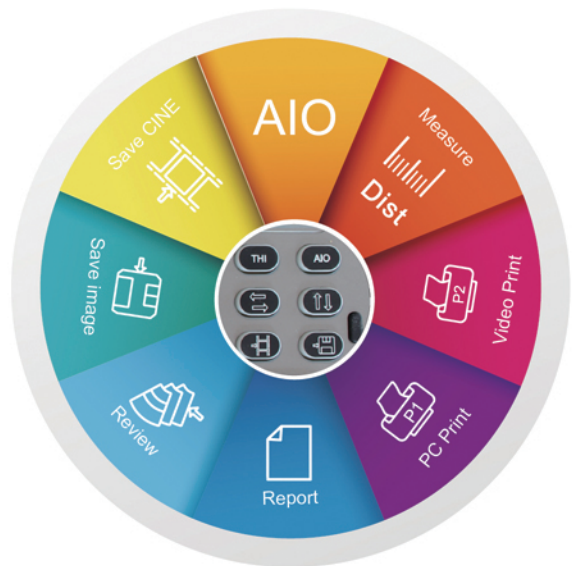 AIO
Measure
Dist
Video Print
P2
PC Print
P1
Report
Review
Save image
Save CINE
THI
AIO